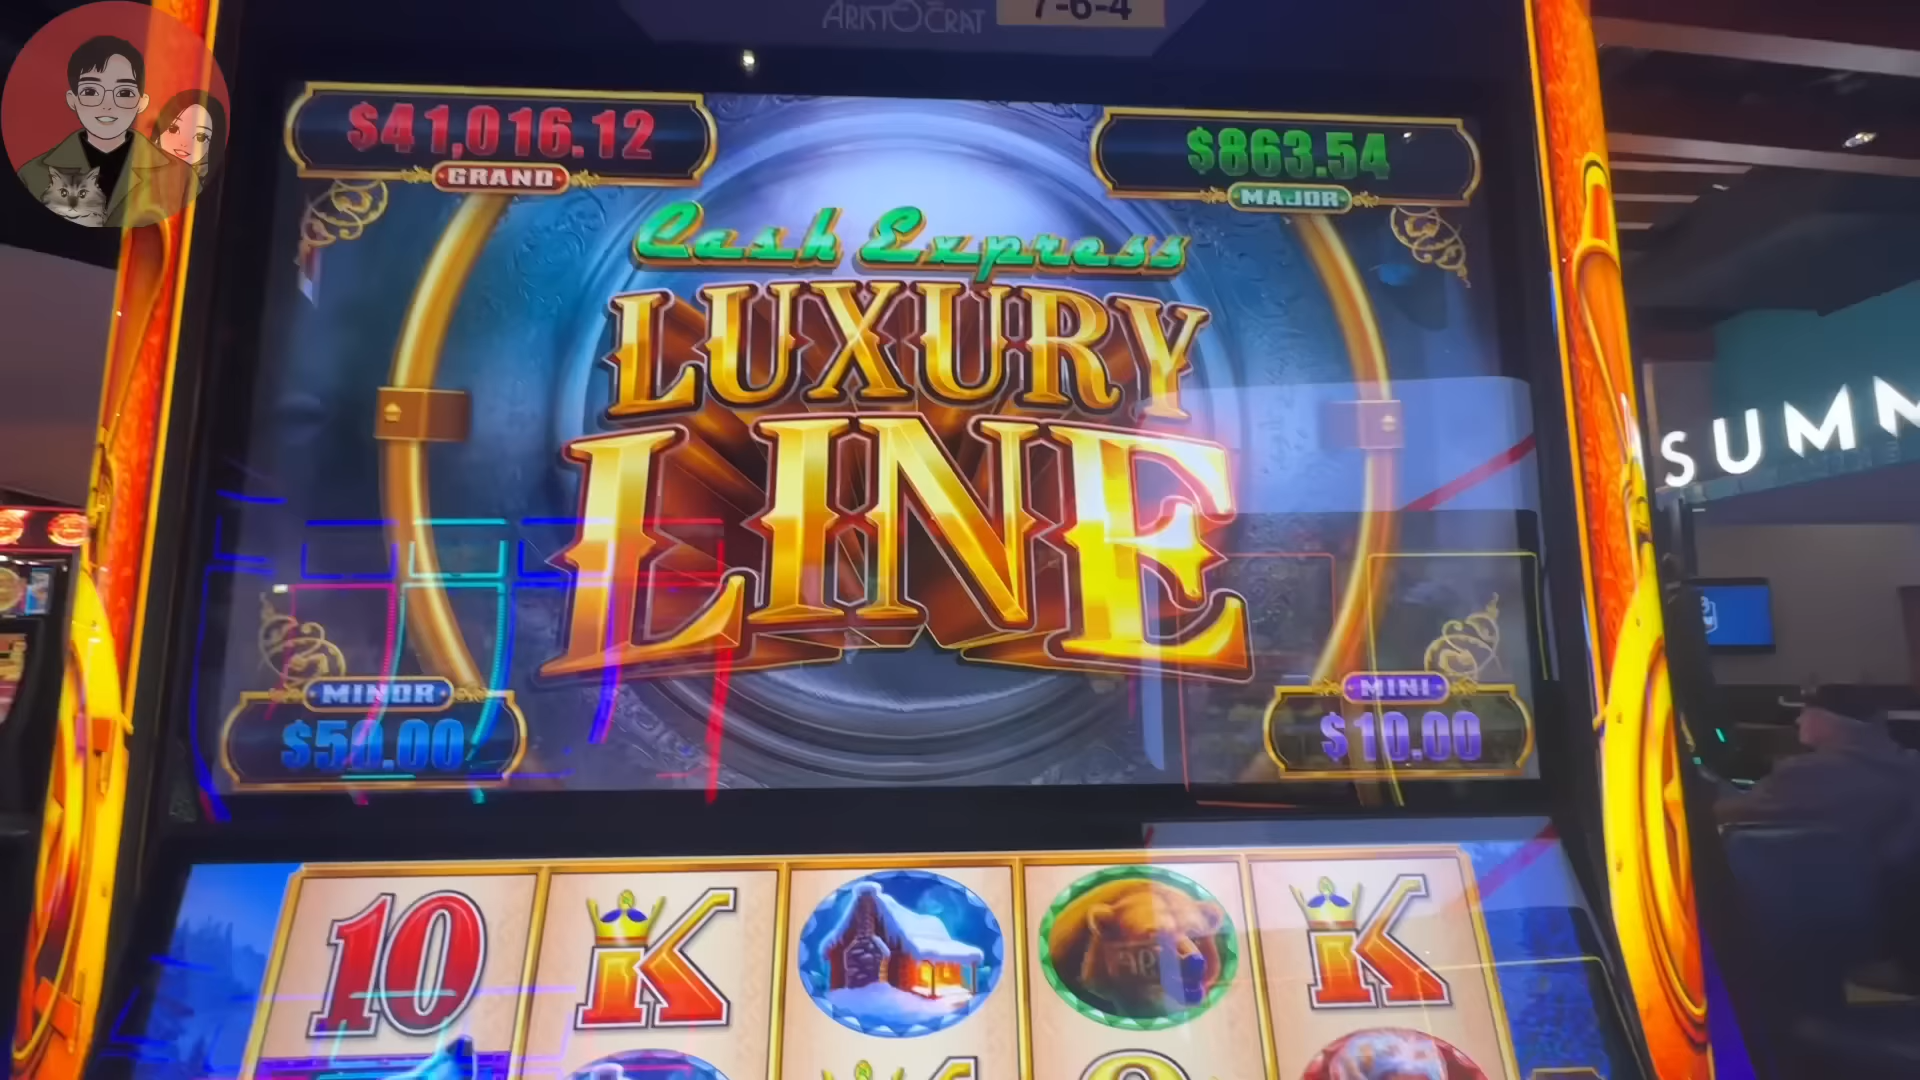 ARISTOCRAT
7-6-4
$41,016.12
GRAND
$863.54
MAJOR
Cash Express
LUXURY
LINE
SUMM
MINOR
$50.00
MINI
$10.00
10
K
K